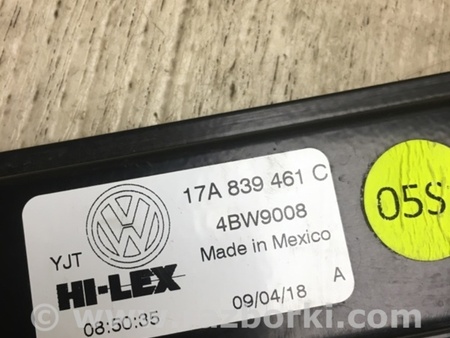 17A 839 461 C
4BW9008
Made in Mexico
YJT
HI-LEX
09/04/18 A
08:50:35
05S